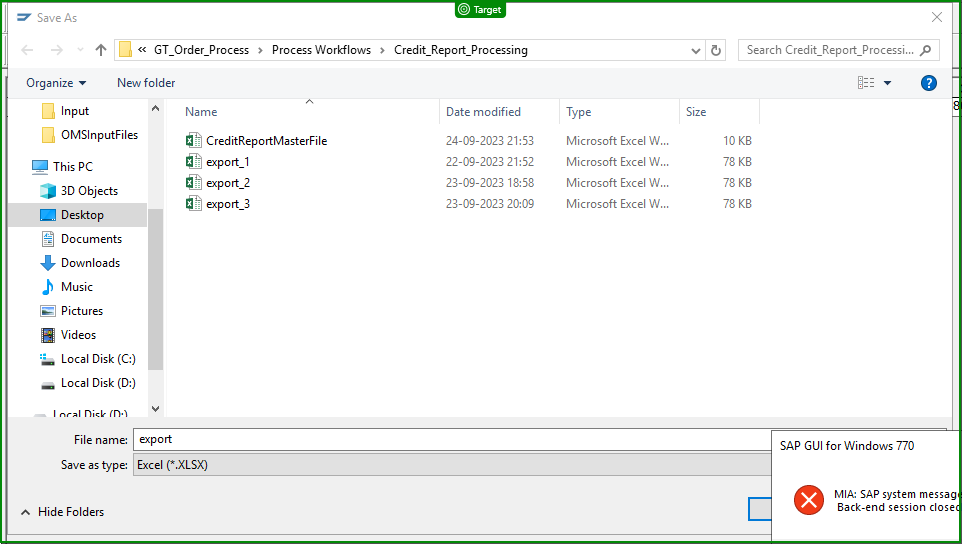 Target
Save As
« GT_Order_Process > Process Workflows > Credit_Report_Processing
Search Credit_Report_Processi...
Organize
New folder
Input
OMSInputFiles
This PC
3D Objects
Desktop
Documents
Downloads
Music
Pictures
Videos
Local Disk (C:)
Local Disk (D:)
Local Disk (D:)
Name Date modified Type Size
CreditReportMasterFile 24-09-2023 21:53 Microsoft Excel W... 10 KB
export_1 22-09-2023 21:52 Microsoft Excel W... 78 KB
export_2 23-09-2023 18:58 Microsoft Excel W... 78 KB
export_3 23-09-2023 20:09 Microsoft Excel W... 78 KB
8
File name: export
Save as type: Excel (*.XLSX)
Hide Folders
SAP GUI for Windows 770
MIA: SAP system message
Back-end session closed